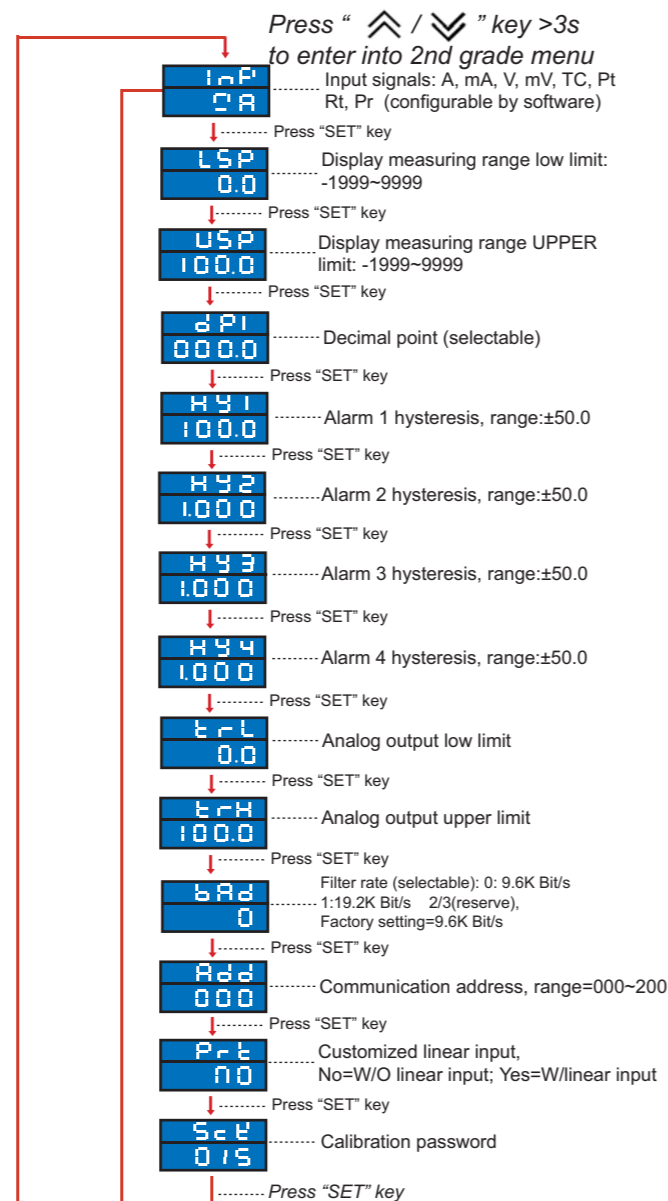 Press “ / ” key >3s
to enter into 2nd grade menu
InP
Input signals: A, mA, V, mV, TC, Pt
Rt, Pr (configurable by software)
Press “SET” key
LSP
0.0
Display measuring range low limit:
-1999~9999
Press “SET” key
USP
100.0
Display measuring range UPPER
limit: -1999~9999
Press “SET” key
dP1
000.0
Decimal point (selectable)
Press “SET” key
HY1
100.0
Alarm 1 hysteresis, range:±50.0
Press “SET” key
HY2
1.000
Alarm 2 hysteresis, range:±50.0
Press “SET” key
HY3
1.000
Alarm 3 hysteresis, range:±50.0
Press “SET” key
HY4
1.000
Alarm 4 hysteresis, range:±50.0
Press “SET” key
trL
0.0
Analog output low limit
Press “SET” key
trH
100.0
Analog output upper limit
Press “SET” key
bAd
0
Filter rate (selectable): 0: 9.6K Bit/s
1:19.2K Bit/s 2/3(reserve),
Factory setting=9.6K Bit/s
Press “SET” key
Add
000
Communication address, range=000~200
Press “SET” key
Prt
NO
Customized linear input,
No=W/O linear input; Yes=W/linear input
Press “SET” key
015
Calibration password
Press “SET” key